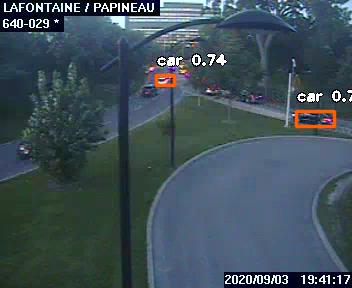 LAFONTAINE / PAPINEAU
640-029 *
car 0.74
car 0.7
2020/09/03 19:41:17